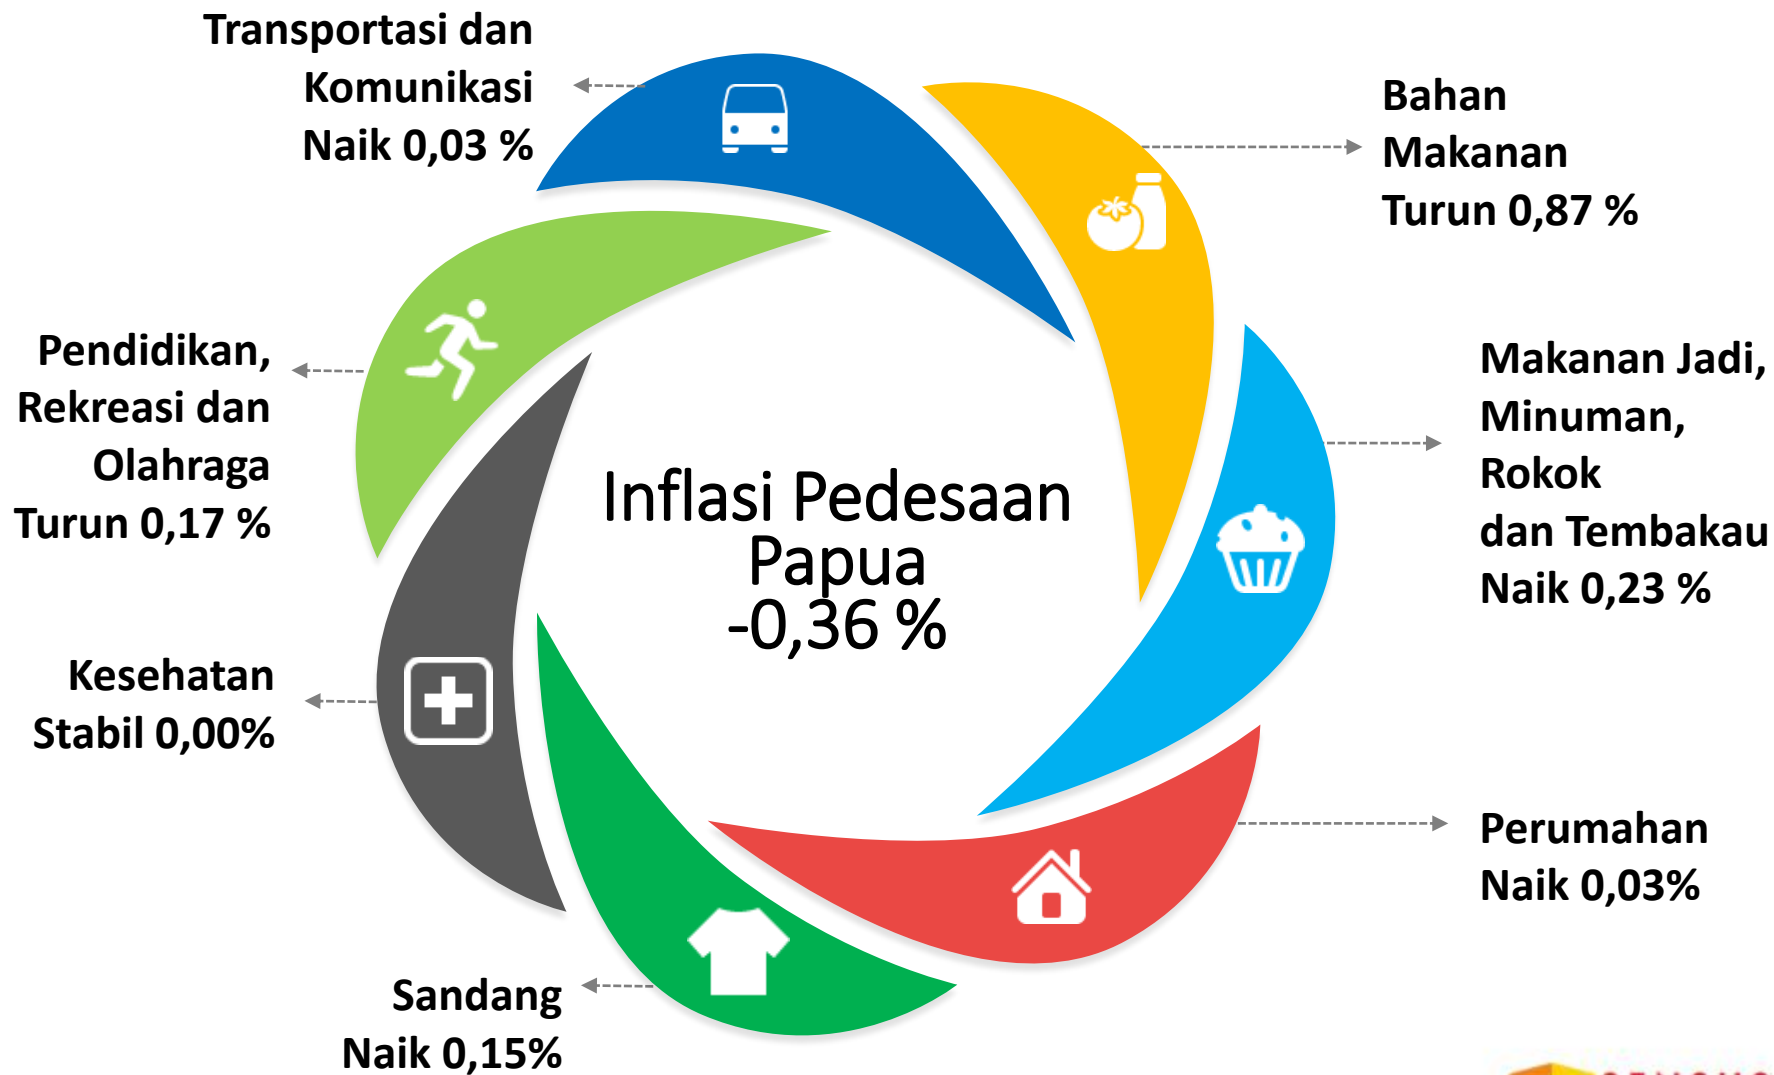 Transportasi dan
Komunikasi
Naik 0,03 %
Bahan
Makanan
Turun 0,87 %
Pendidikan,
Rekreasi dan
Olahraga
Turun 0,17 %
Makanan Jadi,
Minuman,
Rokok
dan Tembakau
Naik 0,23 %
Inflasi Pedesaan
Papua
-0,36 %
Kesehatan
Stabil 0,00%
Perumahan
Naik 0,03%
Sandang
Naik 0,15%